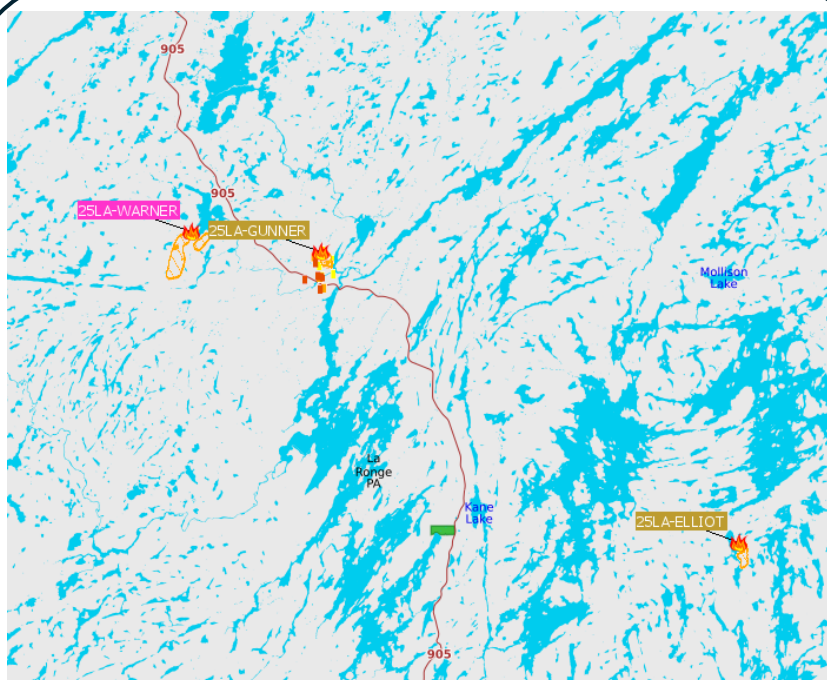 905
905
25LA-WARNER
25LA-GUNNER
Mollison
Lake
La
Ronge
PA
Kane
Lake
25LA-ELLIOT
905